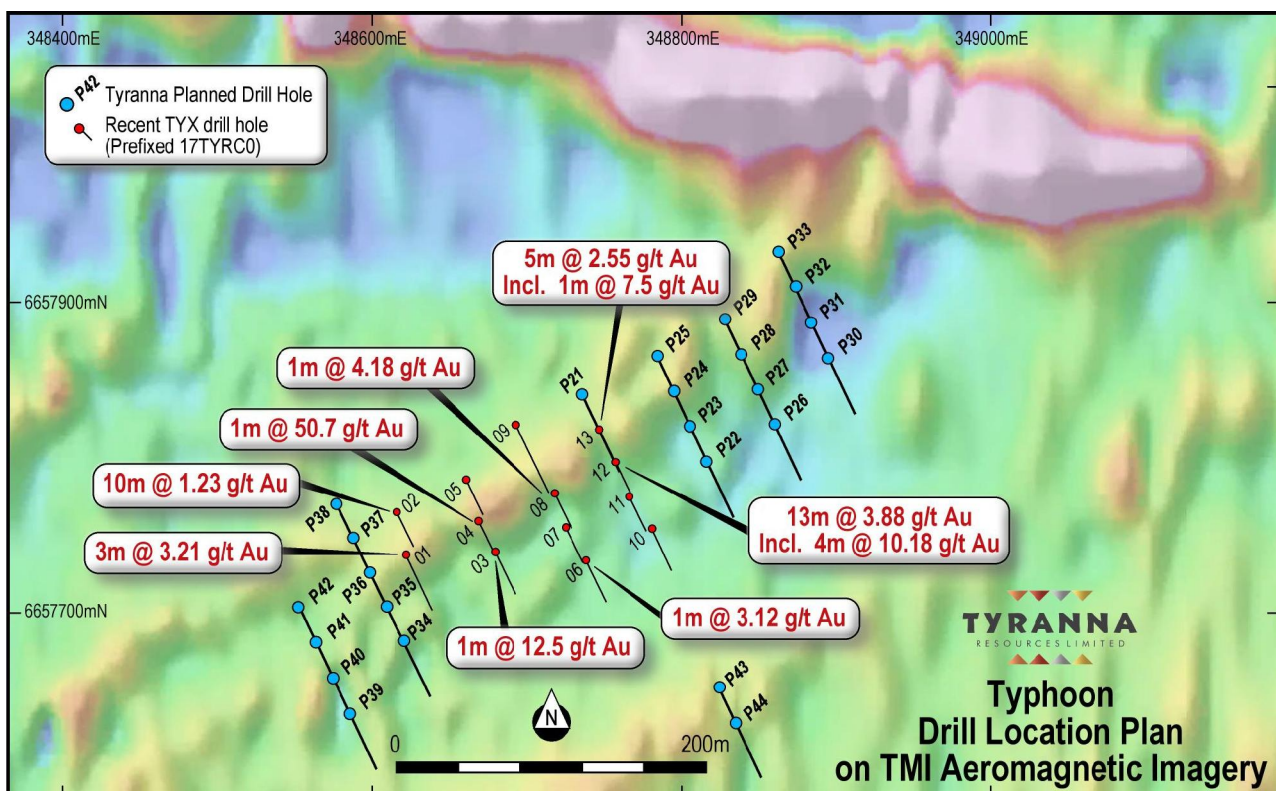 348400mE
348600mE
348800mE
349000mE
P42 Tyranna Planned Drill Hole
Recent TYX drill hole
(Prefixed 17TYRC0)
6657900mN
6657700mN
5m @ 2.55 g/t Au
Incl. 1m @ 7.5 g/t Au
1m @ 4.18 g/t Au
1m @ 50.7 g/t Au
10m @ 1.23 g/t Au
3m @ 3.21 g/t Au
13m @ 3.88 g/t Au
Incl. 4m @ 10.18 g/t Au
1m @ 3.12 g/t Au
1m @ 12.5 g/t Au
P33
P32
P31
P30
P29
P28
P27
P26
P25
P24
P23
P22
P21
13
12
11
10
09
08
07
06
05
04
03
02
01
P38
P37
P36
P35
P34
P42
P41
P40
P39
P43
P44
N
0
200m
TYRANNA
RESOURCES LIMITED
Typhoon
Drill Location Plan
on TMI Aeromagnetic Imagery